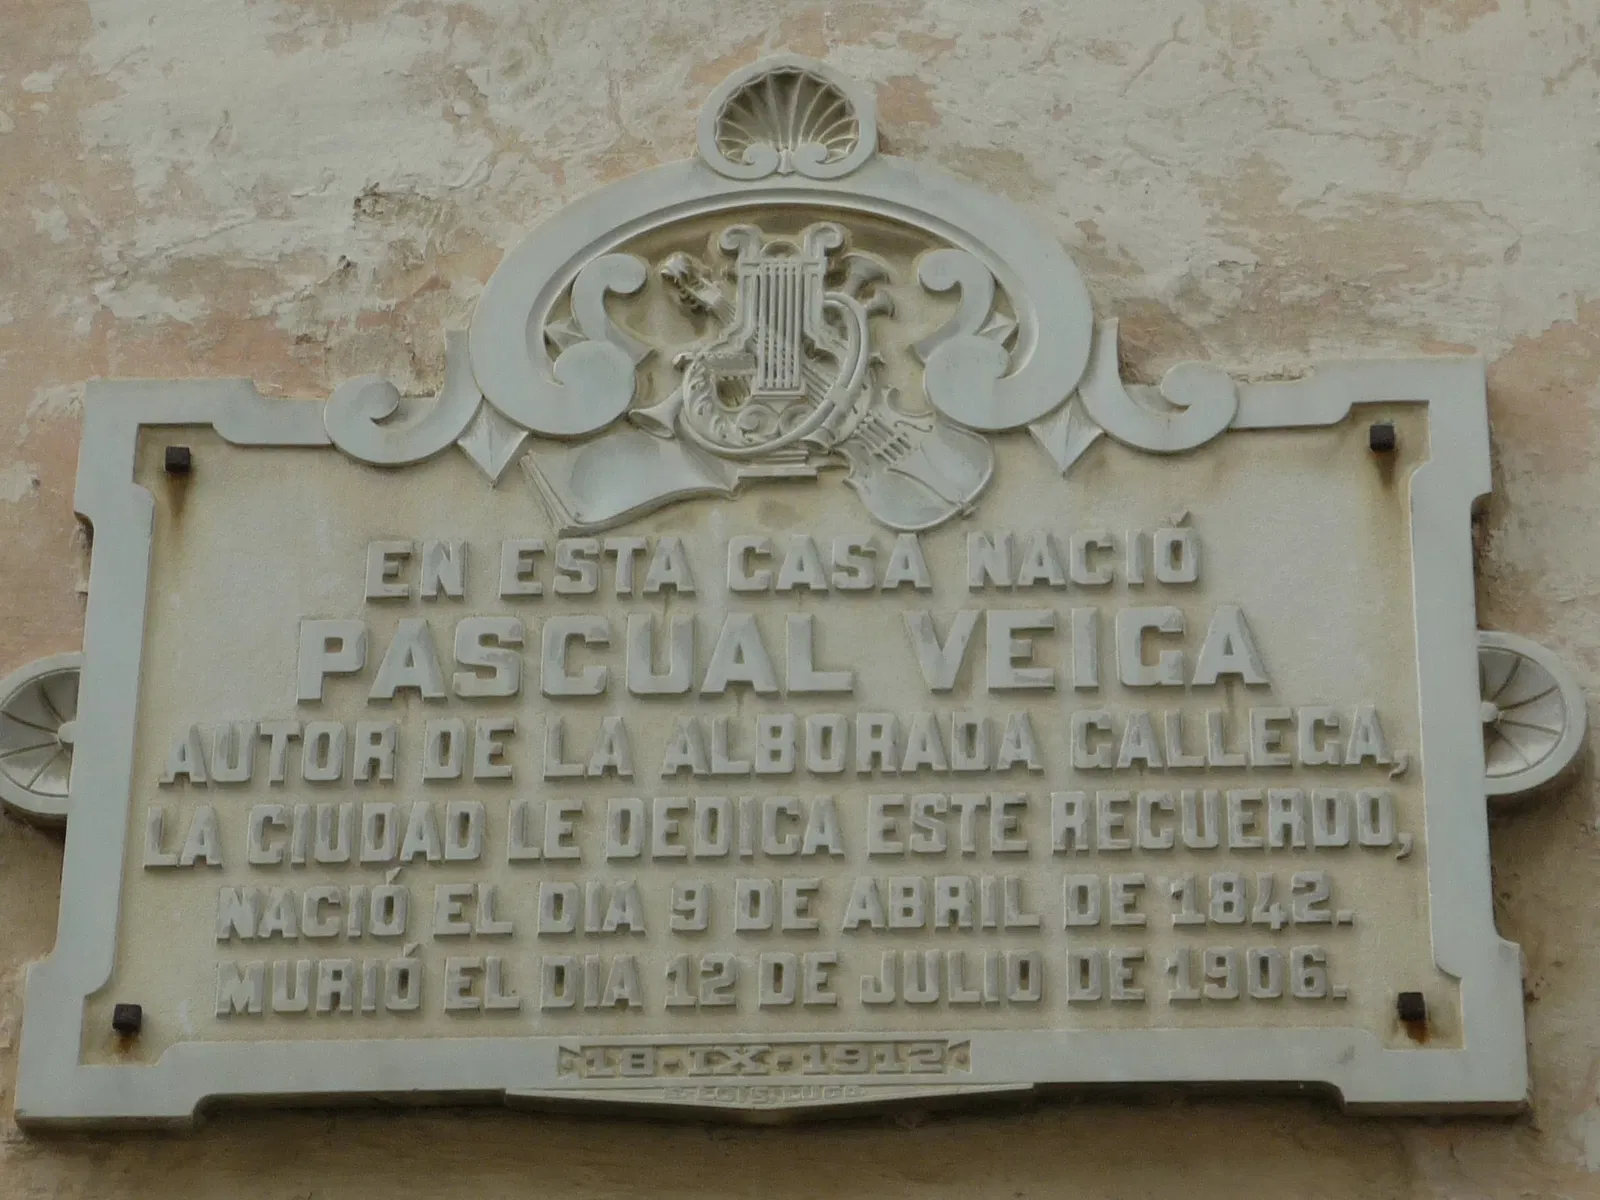 EN ESTA CASA NACIÓ
PASCUAL VEIGA
AUTOR DE LA ALBORADA GALLEGA,
LA CIUDAD LE DEDICA ESTE RECUERDO,
NACIÓ EL DIA 9 DE ABRIL DE 1842.
MURIÓ EL DIA 12 DE JULIO DE 1906.
18-IX-1912